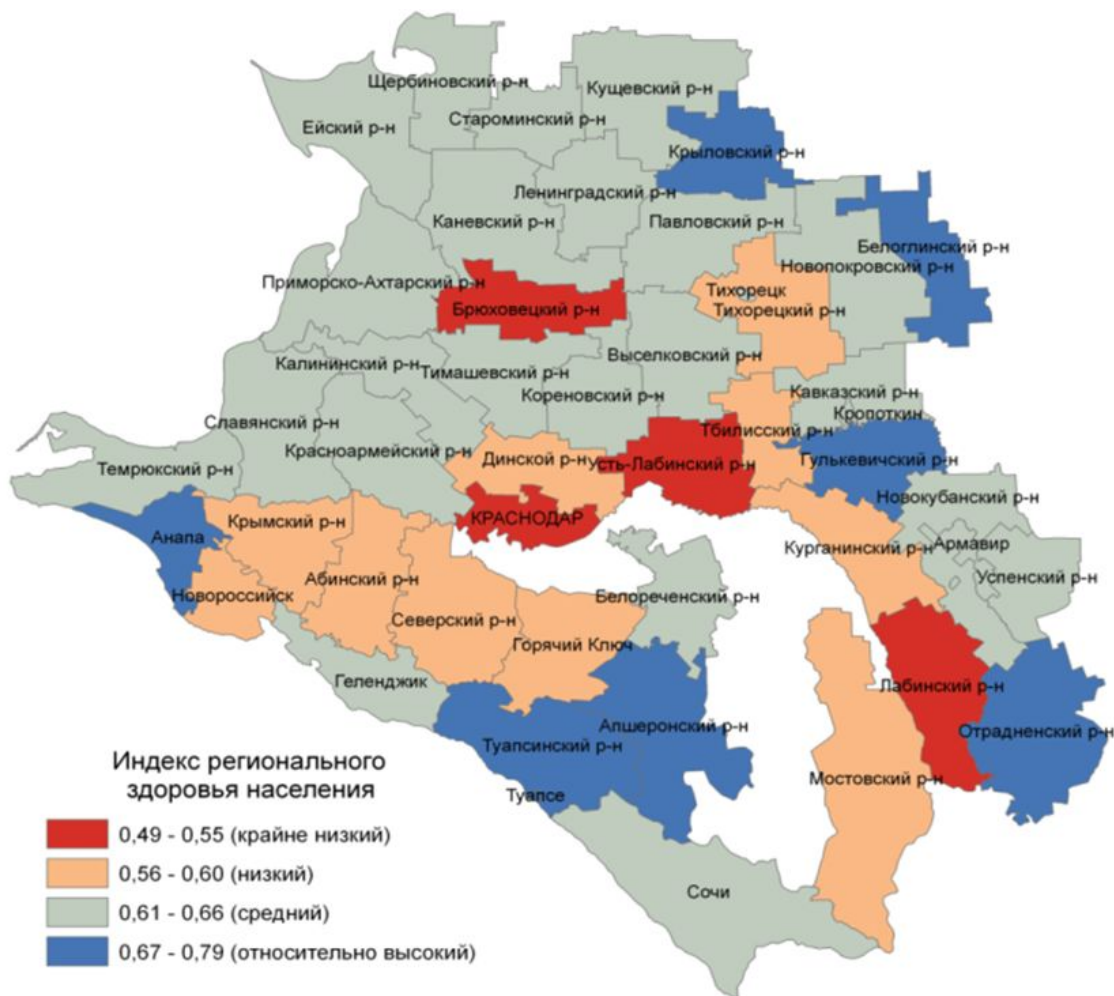 Щербиновский р-н
Кущевский р-н
Староминский р-н
Ейский р-н
Крыловский р-н
Ленинградский р-н
Каневский р-н
Павловский р-н
Белоглинский р-н
Новопокровский р-н
Приморско-Ахтарский р-н
Тихорецк
Брюховецкий р-н
Тихорецкий р-н
Выселковский р-н
Калининский р-н
Тимашевский р-н
Кавказский р-н
Кореновский р-н
Кропоткин
Славянский р-н
Тбилисский р-н
Красноармейский р-н
Динской р-н
Усть-Лабинский р-н
Гулькевичский р-н
Темрюкский р-н
Новокубанский р-н
КРАСНОДАР
Крымский р-н
Анапа
Армавир
Курганинский р-н
Абинский р-н
Успенский р-н
Новороссийск
Белореченский р-н
Северский р-н
Горячий Ключ
Геленджик
Лабинский р-н
Апшеронский р-н
Отрадненский р-н
Туапсинский р-н
Мостовский р-н
Туапсе
Сочи
Индекс регионального
здоровья населения
0,49 - 0,55 (крайне низкий)
0,56 - 0,60 (низкий)
0,61 - 0,66 (средний)
0,67 - 0,79 (относительно высокий)